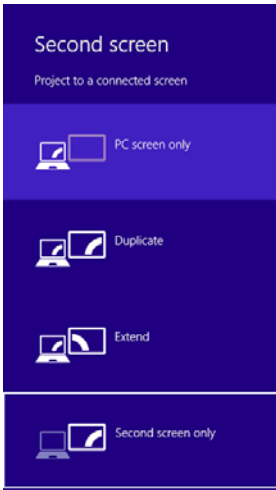 Second screen
Project to a connected screen
PC screen only
Duplicate
Extend
Second screen only